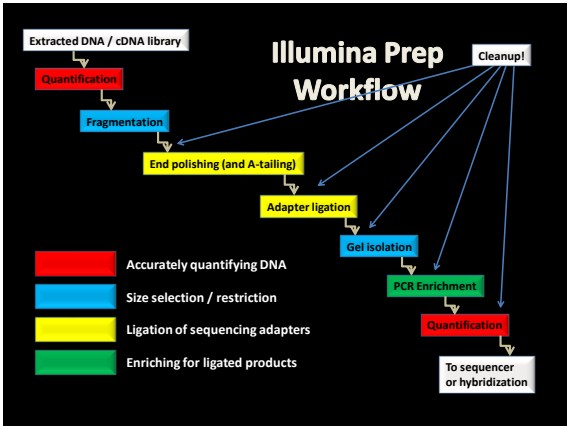 Extracted DNA / cDNA library
Illumina Prep
Workflow
Cleanup!
Quantification
Fragmentation
End polishing (and A-tailing)
Adapter ligation
Gel isolation
PCR Enrichment
Quantification
To sequencer
or hybridization
Accurately quantifying DNA
Size selection / restriction
Ligation of sequencing adapters
Enriching for ligated products